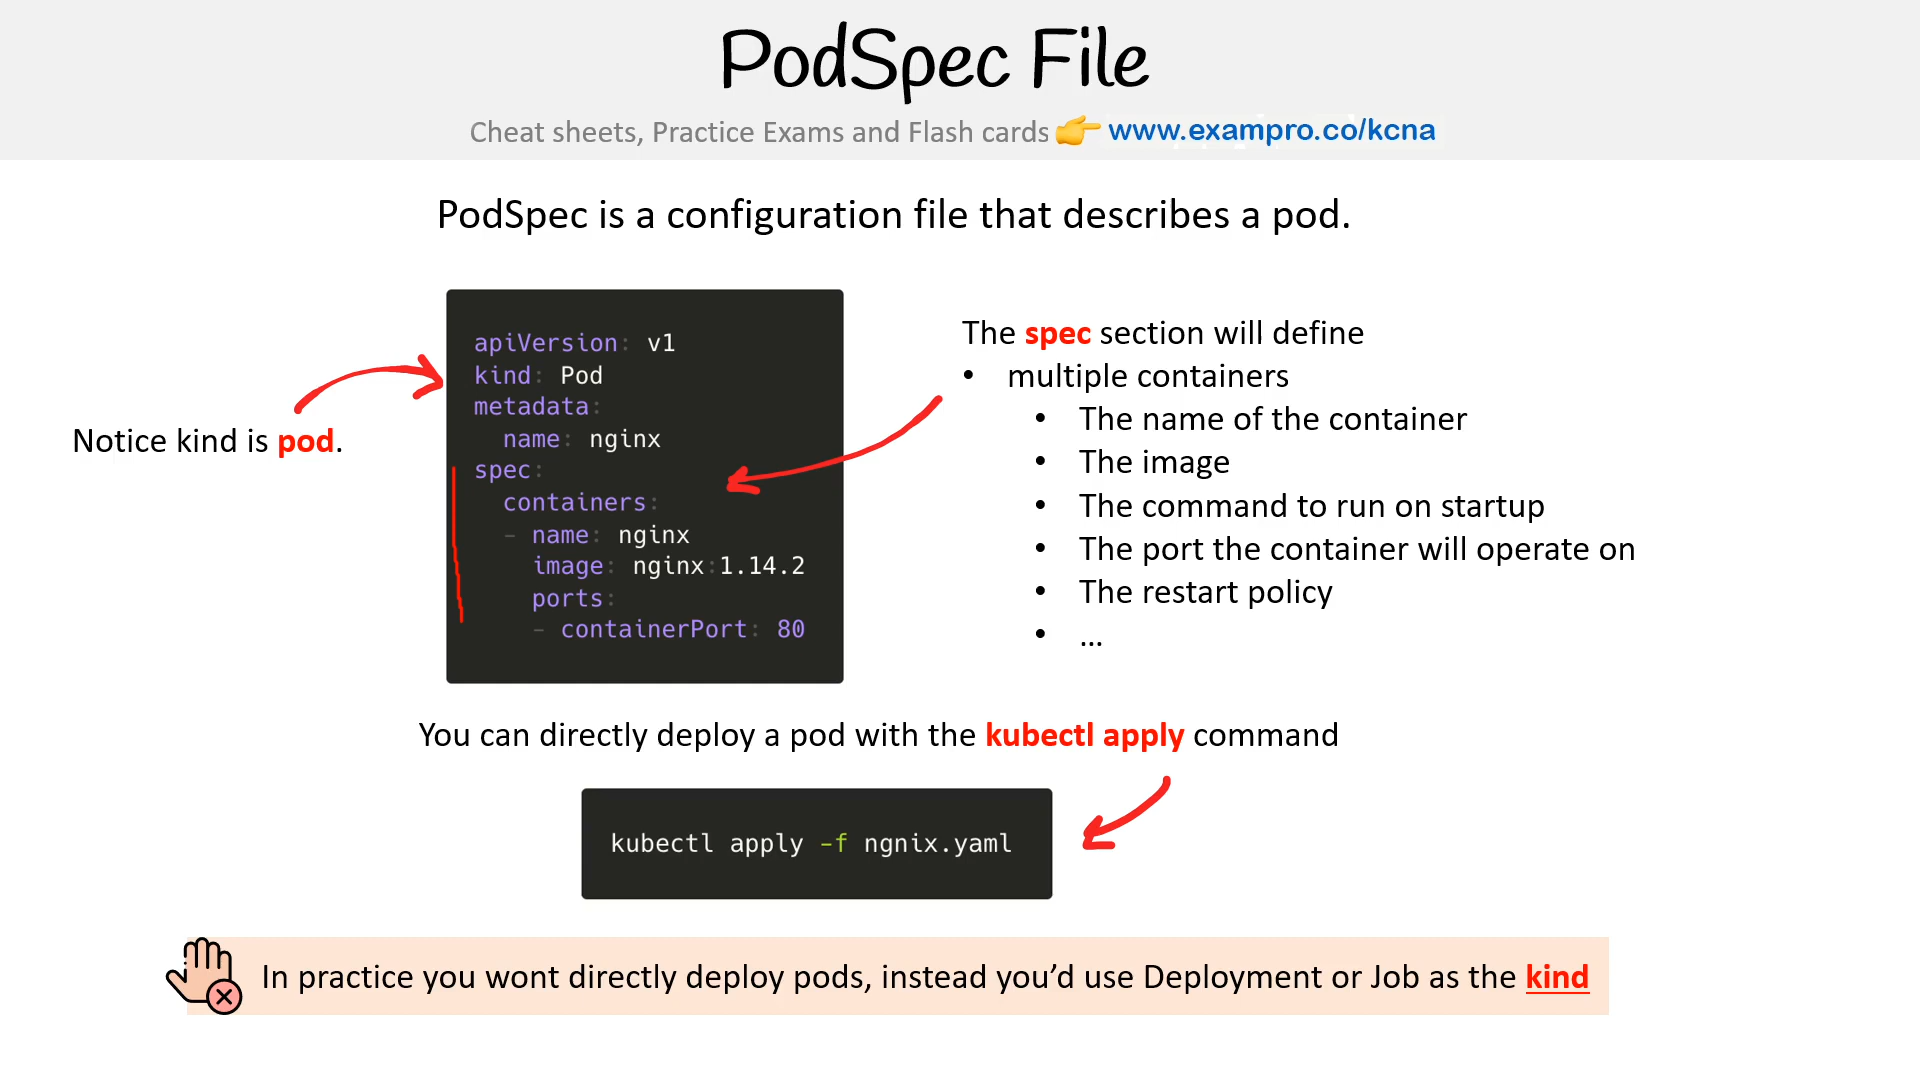 PodSpec File
Cheat sheets, Practice Exams and Flash cards 👉 www.exampro.co/kcna
PodSpec is a configuration file that describes a pod.
Notice kind is pod.
apiVersion: v1
kind: Pod
metadata:
  name: nginx
spec:
  containers:
  - name: nginx
    image: nginx:1.14.2
    ports:
    - containerPort: 80
The spec section will define
• multiple containers
• The name of the container
• The image
• The command to run on startup
• The port the container will operate on
• The restart policy
• ...
You can directly deploy a pod with the kubectl apply command
kubectl apply -f ngnix.yaml
In practice you wont directly deploy pods, instead you’d use Deployment or Job as the kind